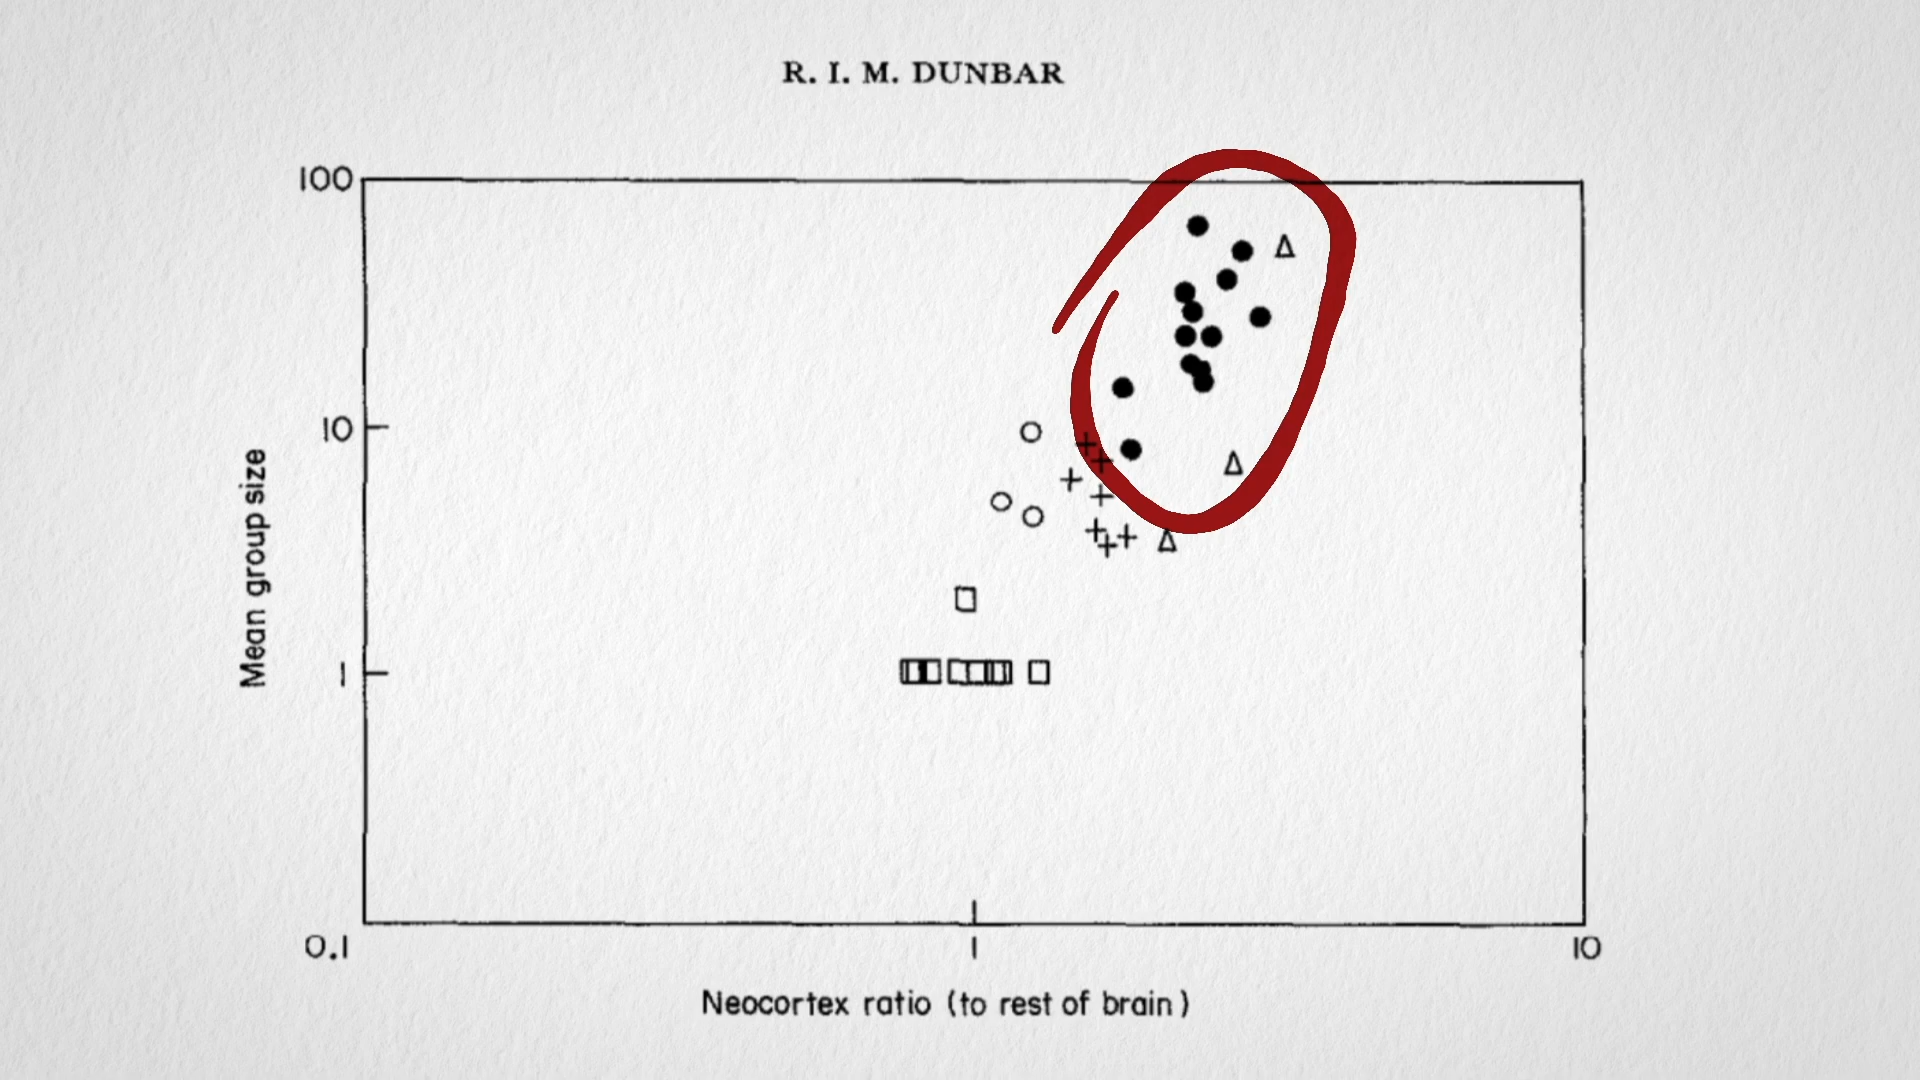 R. I. M. DUNBAR
100
10
1
0.1
1
10
Mean group size
Neocortex ratio (to rest of brain)